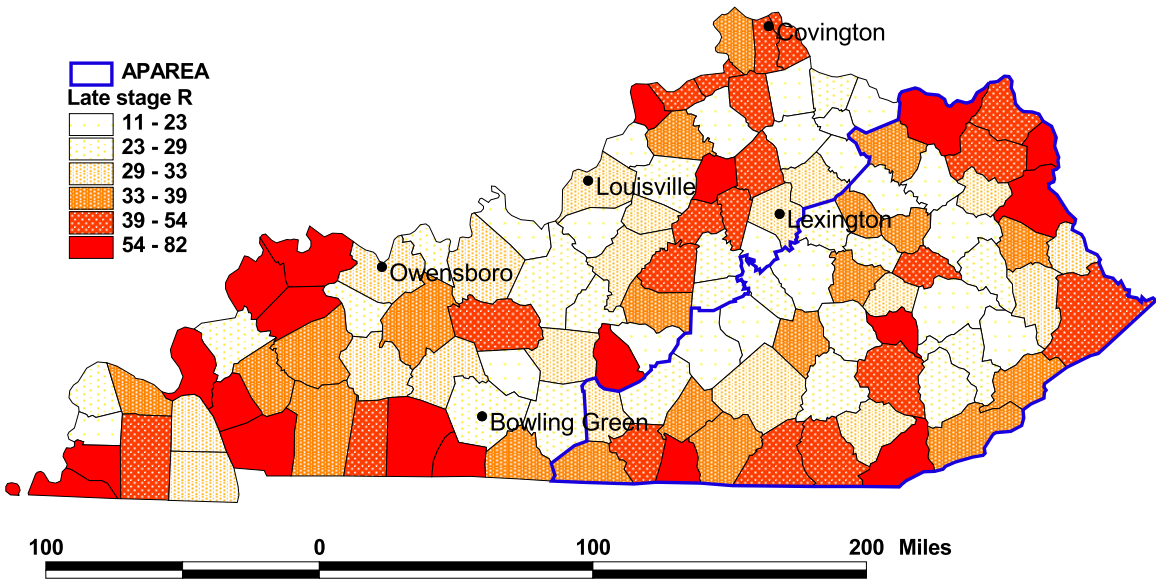 Covington
APAREA
Late stage R
11 - 23
23 - 29
29 - 33
33 - 39
39 - 54
54 - 82
Louisville
Lexington
Owensboro
Bowling Green
100 0 100 200 Miles